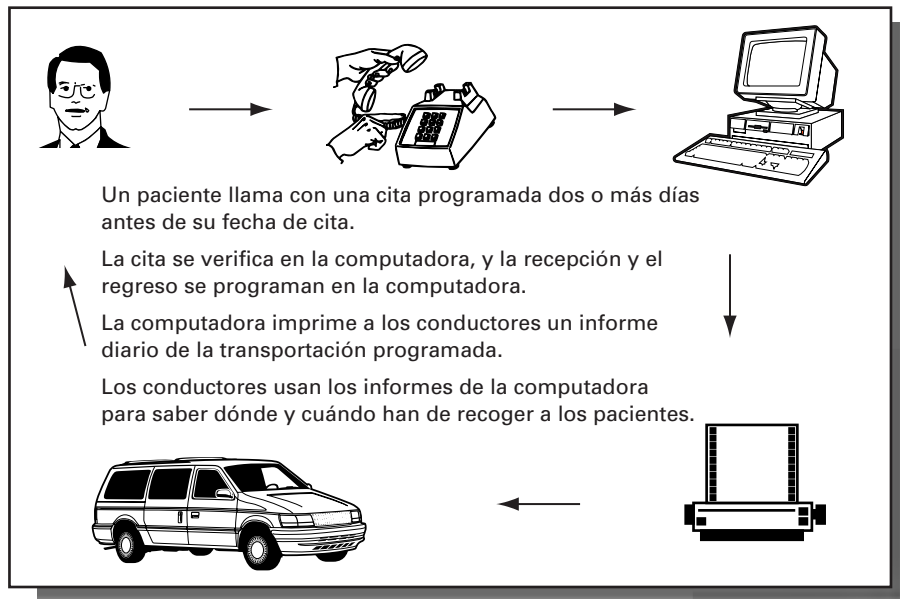 Un paciente llama con una cita programada dos o más días
antes de su fecha de cita.
La cita se verifica en la computadora, y la recepción y el
regreso se programan en la computadora.
La computadora imprime a los conductores un informe
diario de la transportación programada.
Los conductores usan los informes de la computadora
para saber dónde y cuándo han de recoger a los pacientes.